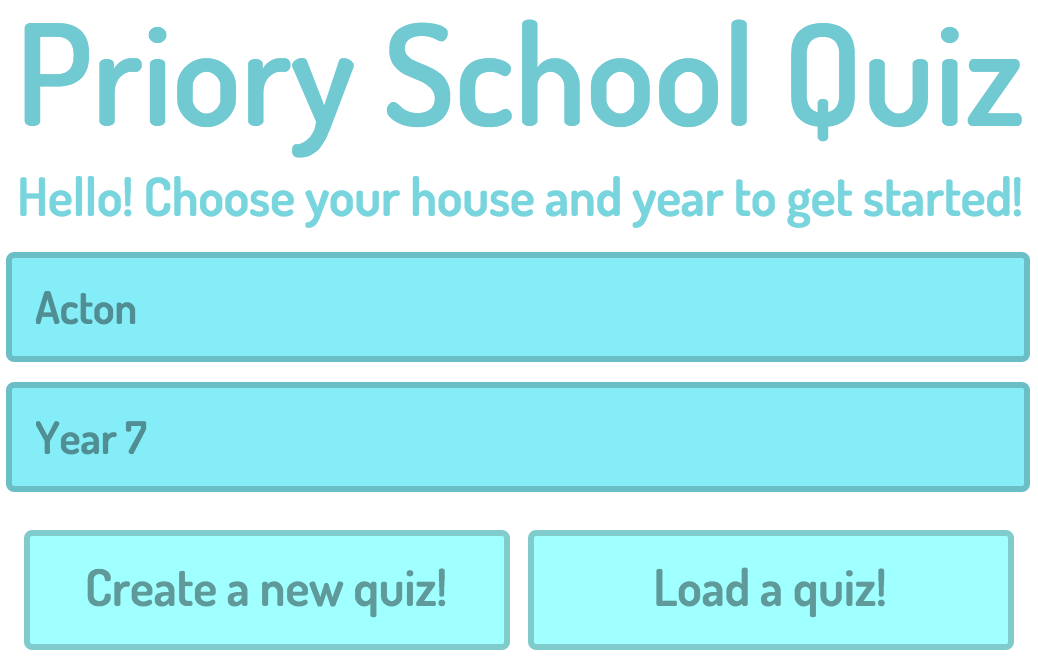 Priory School Quiz
Hello! Choose your house and year to get started!
Acton
Year 7
Create a new quiz!
Load a quiz!